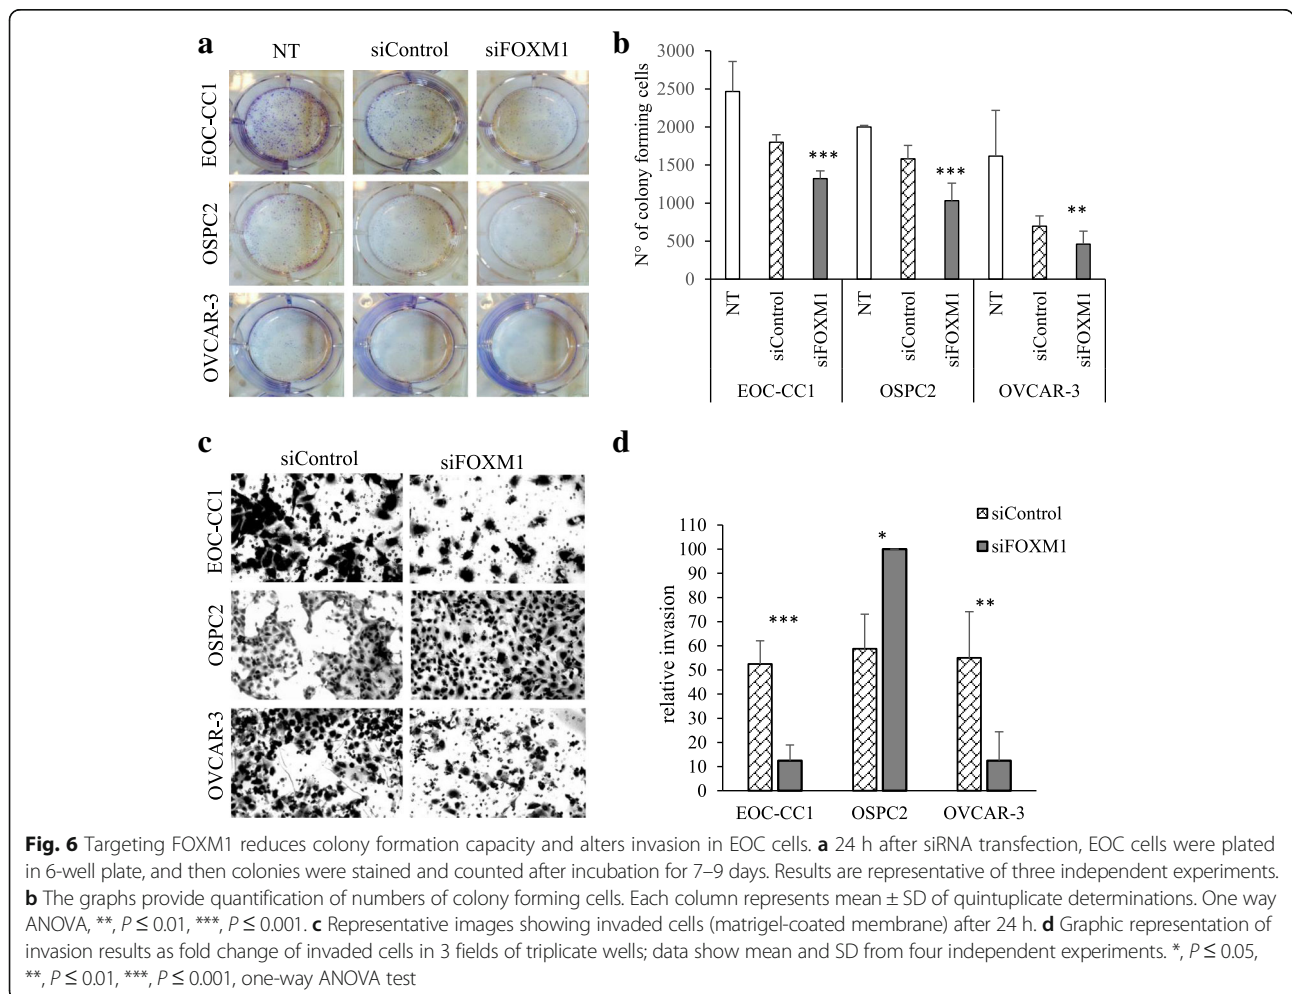 a
NT siControl siFOXM1
EOC-CC1
OSPC2
OVCAR-3
b
N° of colony forming cells
3000
2500
2000
1500
1000
500
0
*** *** **
NT siControl siFOXM1 NT siControl siFOXM1 NT siControl siFOXM1
EOC-CC1 OSPC2 OVCAR-3
c
siControl siFOXM1
EOC-CC1
OSPC2
OVCAR-3
d
siControl
siFOXM1
relative invasion
110
100
90
80
70
60
50
40
30
20
10
0
*** * **
EOC-CC1 OSPC2 OVCAR-3
Fig. 6 Targeting FOXM1 reduces colony formation capacity and alters invasion in EOC cells. a 24 h after siRNA transfection, EOC cells were plated
in 6-well plate, and then colonies were stained and counted after incubation for 7–9 days. Results are representative of three independent experiments.
b The graphs provide quantification of numbers of colony forming cells. Each column represents mean ± SD of quintuplicate determinations. One way
ANOVA, **, P ≤ 0.01, ***, P ≤ 0.001. c Representative images showing invaded cells (matrigel-coated membrane) after 24 h. d Graphic representation of
invasion results as fold change of invaded cells in 3 fields of triplicate wells; data show mean and SD from four independent experiments. *, P ≤ 0.05,
**, P ≤ 0.01, ***, P ≤ 0.001, one-way ANOVA test